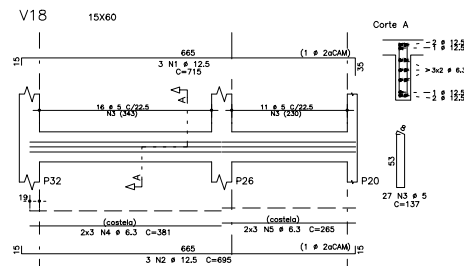 V18 15X60
Corte A
665 (1 ø 2aCAM)
15 3 N1 ø 12.5 35
C=715
2 ø 12.5
1 ø 12.5
3x2 ø 6.3
1 ø 12.5
2 ø 12.5
16 ø 5 C/22.5 A 11 ø 5 C/22.5
N3 (343) N3 (230)
8
53
A
P32 P26 P20
19
27 N3 ø 5
C=137
(costela) (costela)
2x3 N4 ø 6.3 C=381 2x3 N5 ø 6.3 C=265
15 665 (1 ø 2aCAM) 15
3 N2 ø 12.5 C=695